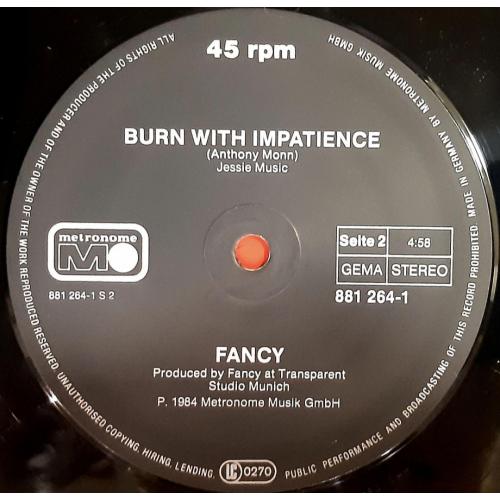 45 rpm
BURN WITH IMPATIENCE
(Anthony Monn)
Jessie Music
metronome
M
881 264-1 S 2
Seite 2
4:58
GEMA
STEREO
881 264-1
FANCY
Produced by Fancy at Transparent
Studio Munich
P. 1984 Metronome Musik GmbH
ALL RIGHTS OF THE PRODUCER AND OF THE OWNER OF THE WORK REPRODUCED RESERVED. UNAUTHORISED COPYING, HIRING, LENDING, PUBLIC PERFORMANCE AND BROADCASTING OF THIS RECORD PROHIBITED. MADE IN GERMANY BY METRONOME MUSIK GMBH
LC 0270